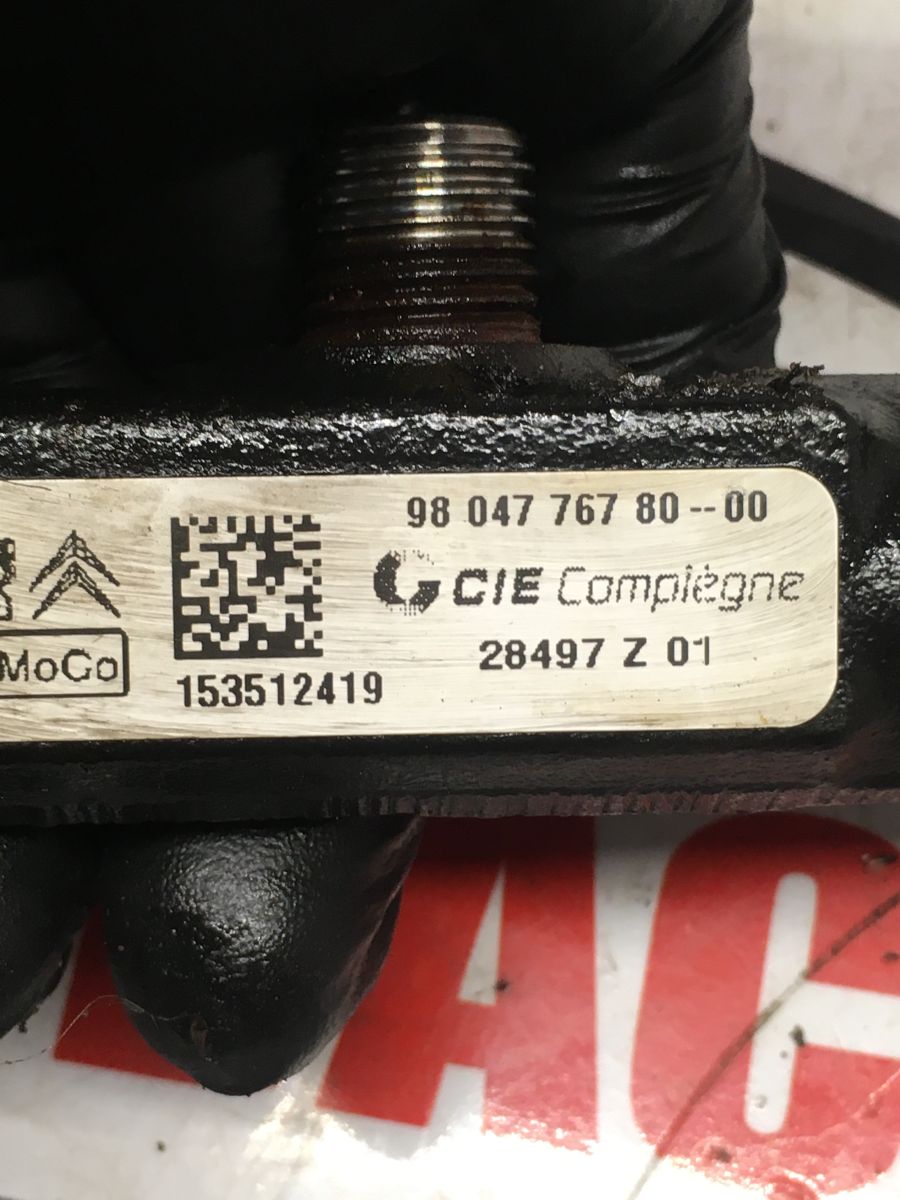 98 047 767 80--00
CIE Compiègne
28497 Z 01
MoCo
153512419